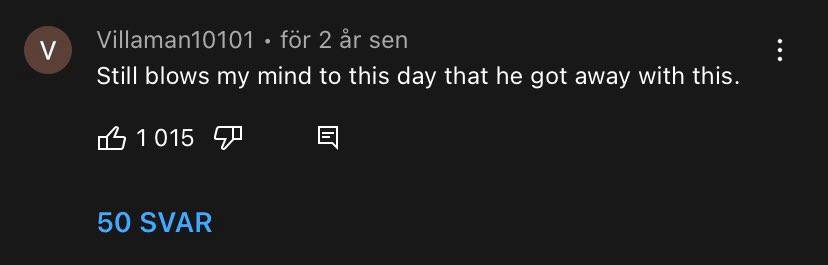 V
Villaman10101 • för 2 år sen
Still blows my mind to this day that he got away with this.
1 015
50 SVAR